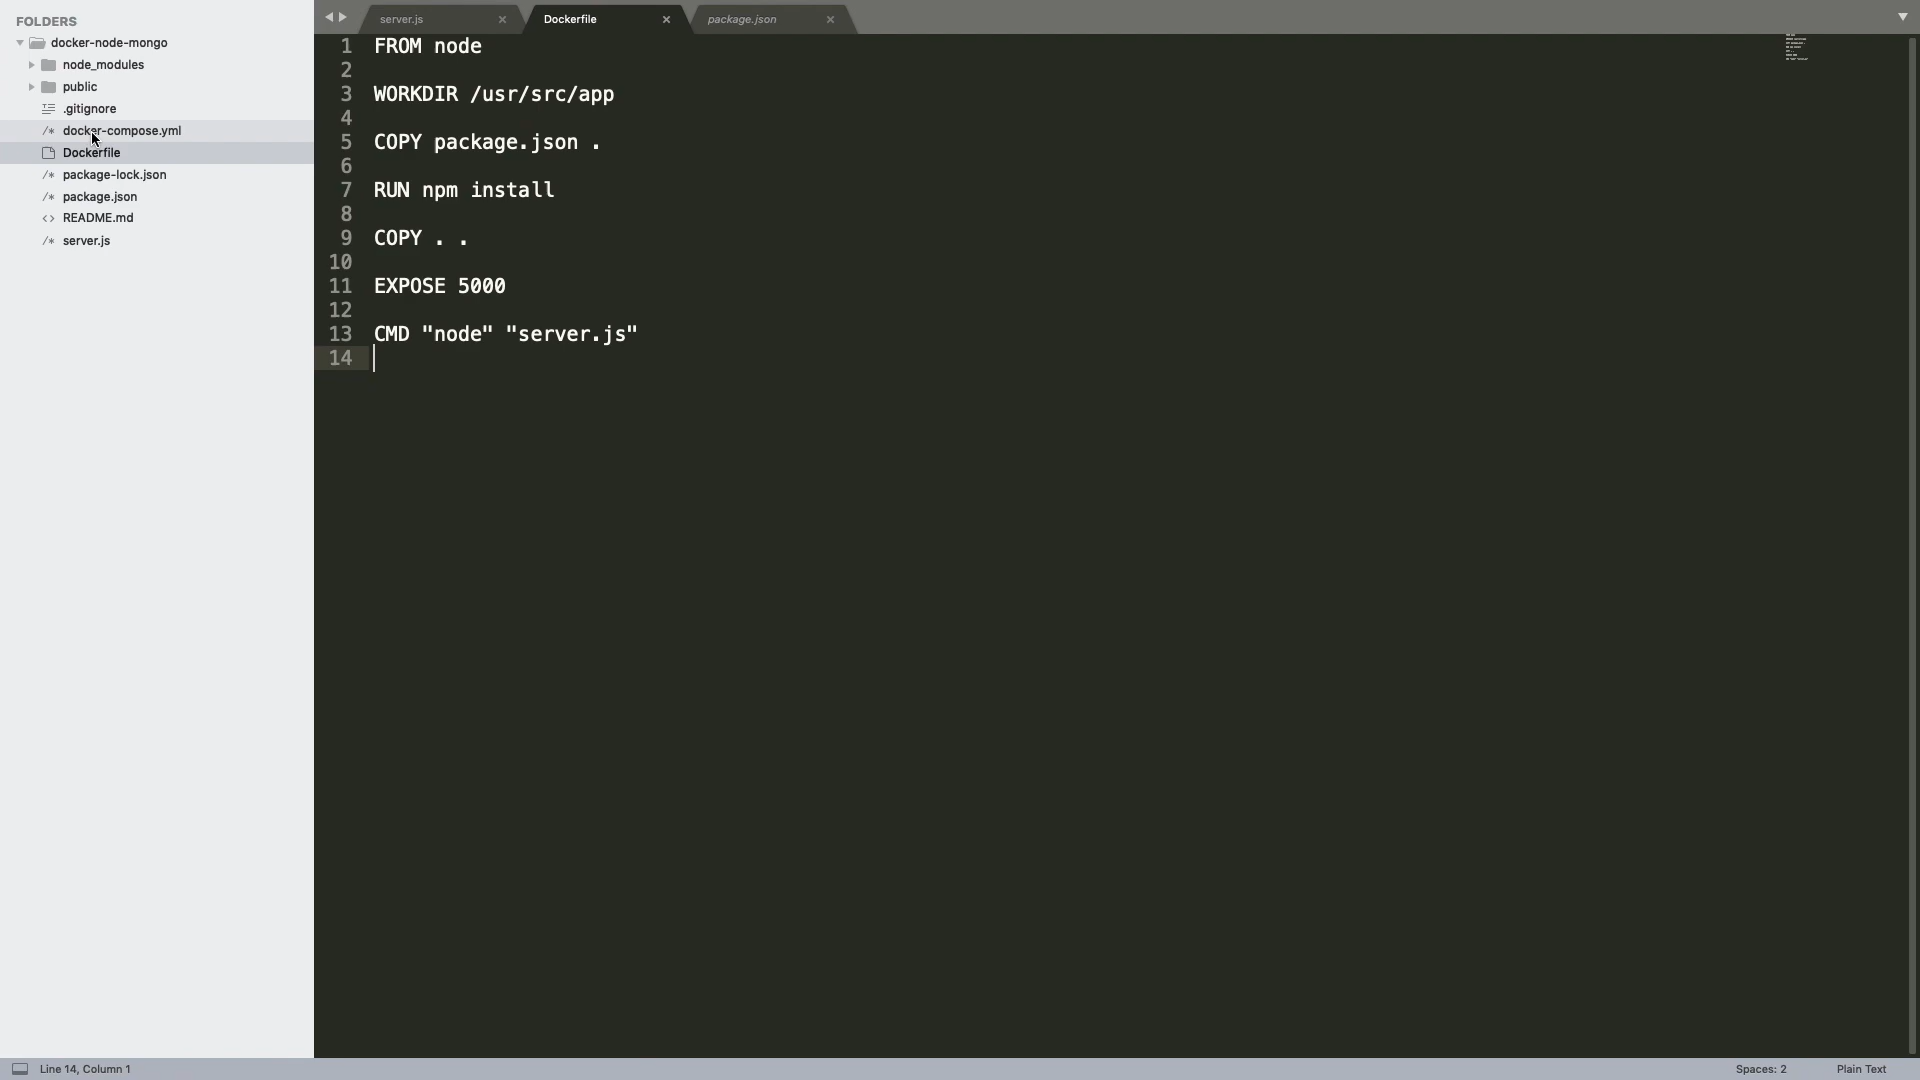 FOLDERS
docker-node-mongo
node_modules
public
.gitignore
/* docker-compose.yml
Dockerfile
/* package-lock.json
/* package.json
<> README.md
/* server.js
server.js × Dockerfile × package.json ×
1 FROM node
2
3 WORKDIR /usr/src/app
4
5 COPY package.json .
6
7 RUN npm install
8
9 COPY . .
10
11 EXPOSE 5000
12
13 CMD "node" "server.js"
14
Line 14, Column 1 Spaces: 2 Plain Text